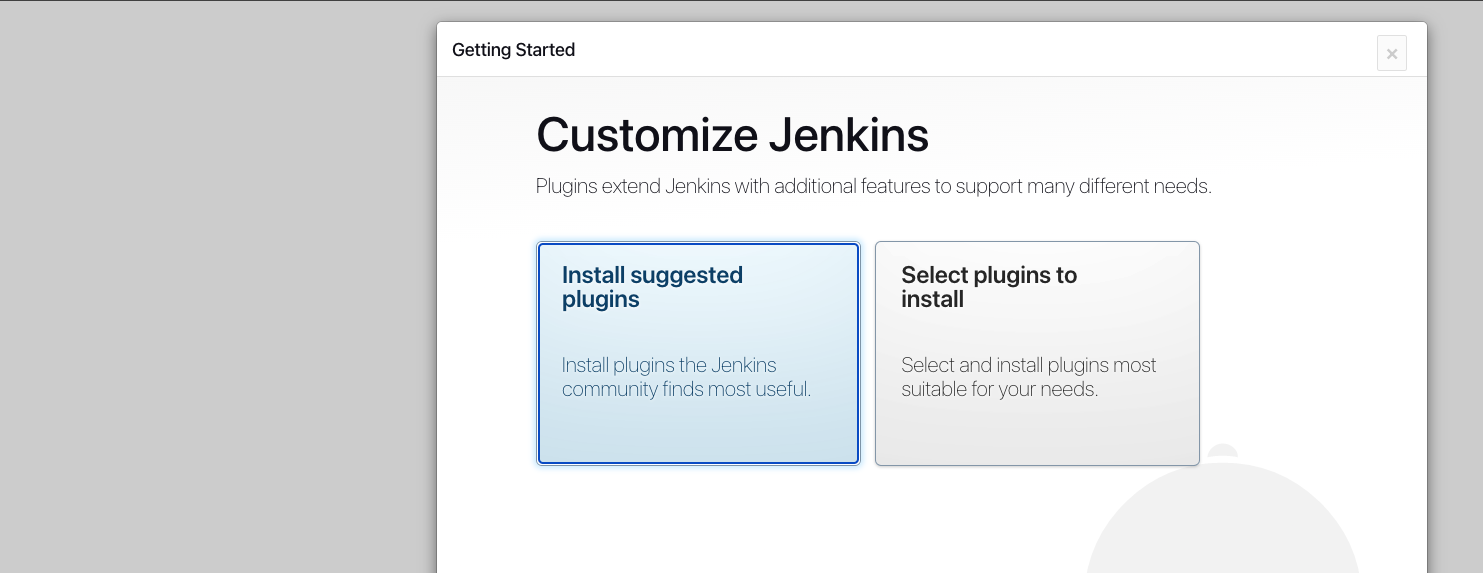 Getting Started
×
Customize Jenkins
Plugins extend Jenkins with additional features to support many different needs.
Install suggested
plugins
Install plugins the Jenkins
community finds most useful.
Select plugins to
install
Select and install plugins most
suitable for your needs.